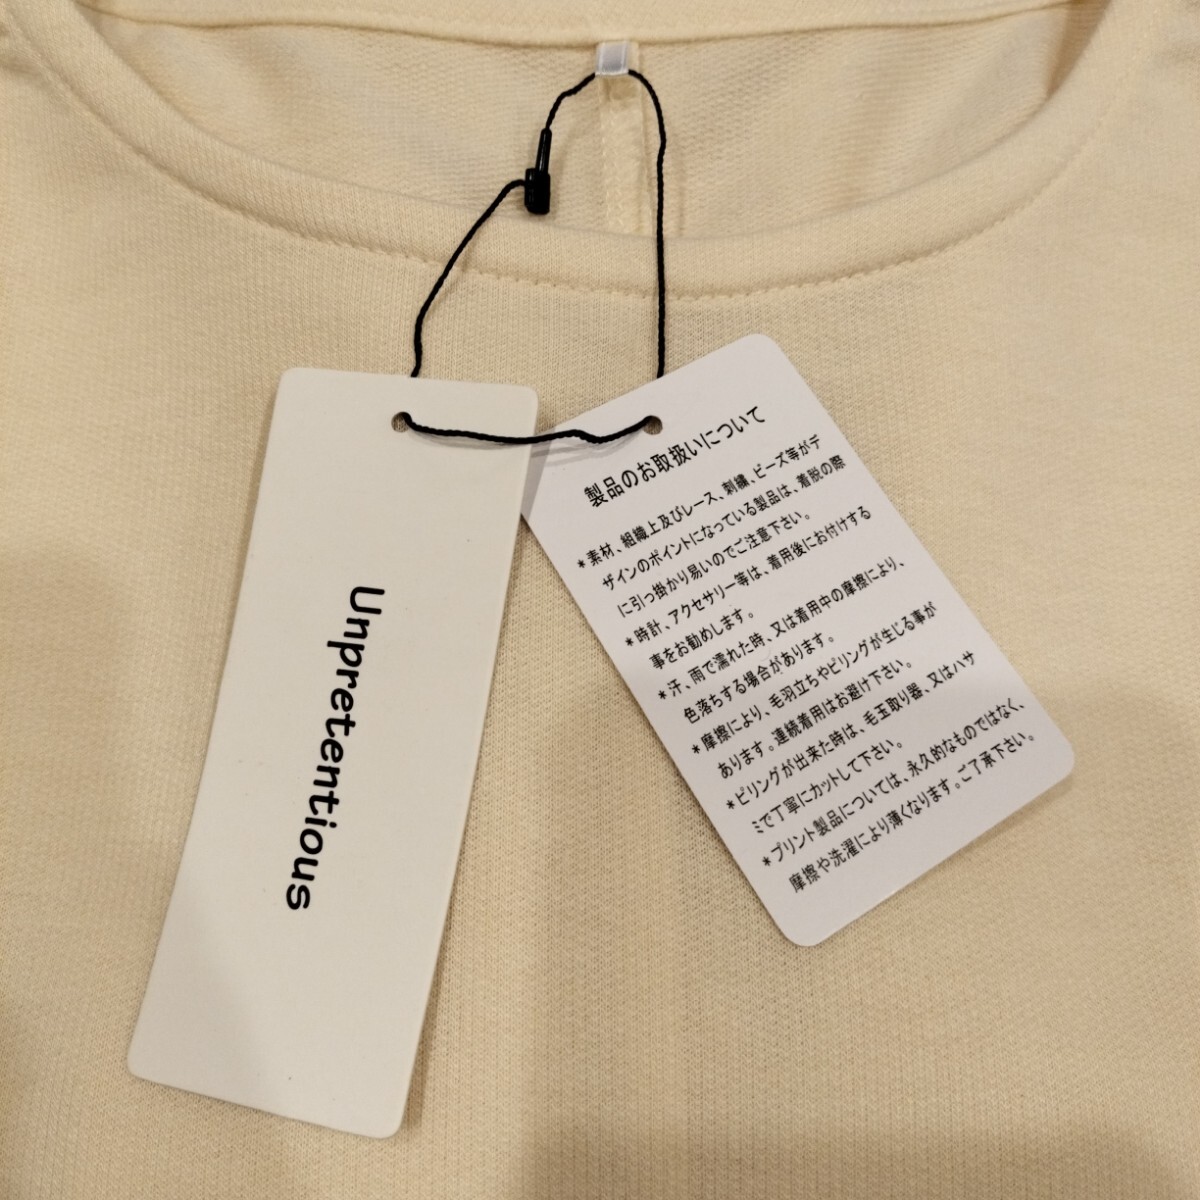 Unpretentious
製品のお取扱いについて
*素材、組織上及びレース、刺繍、ビーズ等がデ
ザインのポイントになっている製品は、着脱の際
に引っ掛かり易いのでご注意下さい。
*時計、アクセサリー等は、着用後にお付けする
事をお勧めします。
*汗、雨で濡れた時、又は着用中の摩擦により、
色落ちする場合があります。
*摩擦により、毛羽立ちやピリングが生じる事が
あります。連続着用はお避け下さい。
*ピリングが出来た時は、毛玉取り器、又はハサ
ミで丁寧にカットして下さい。
*プリント製品については、永久的なものではなく、
摩擦や洗濯により薄くなります。ご了承下さい。